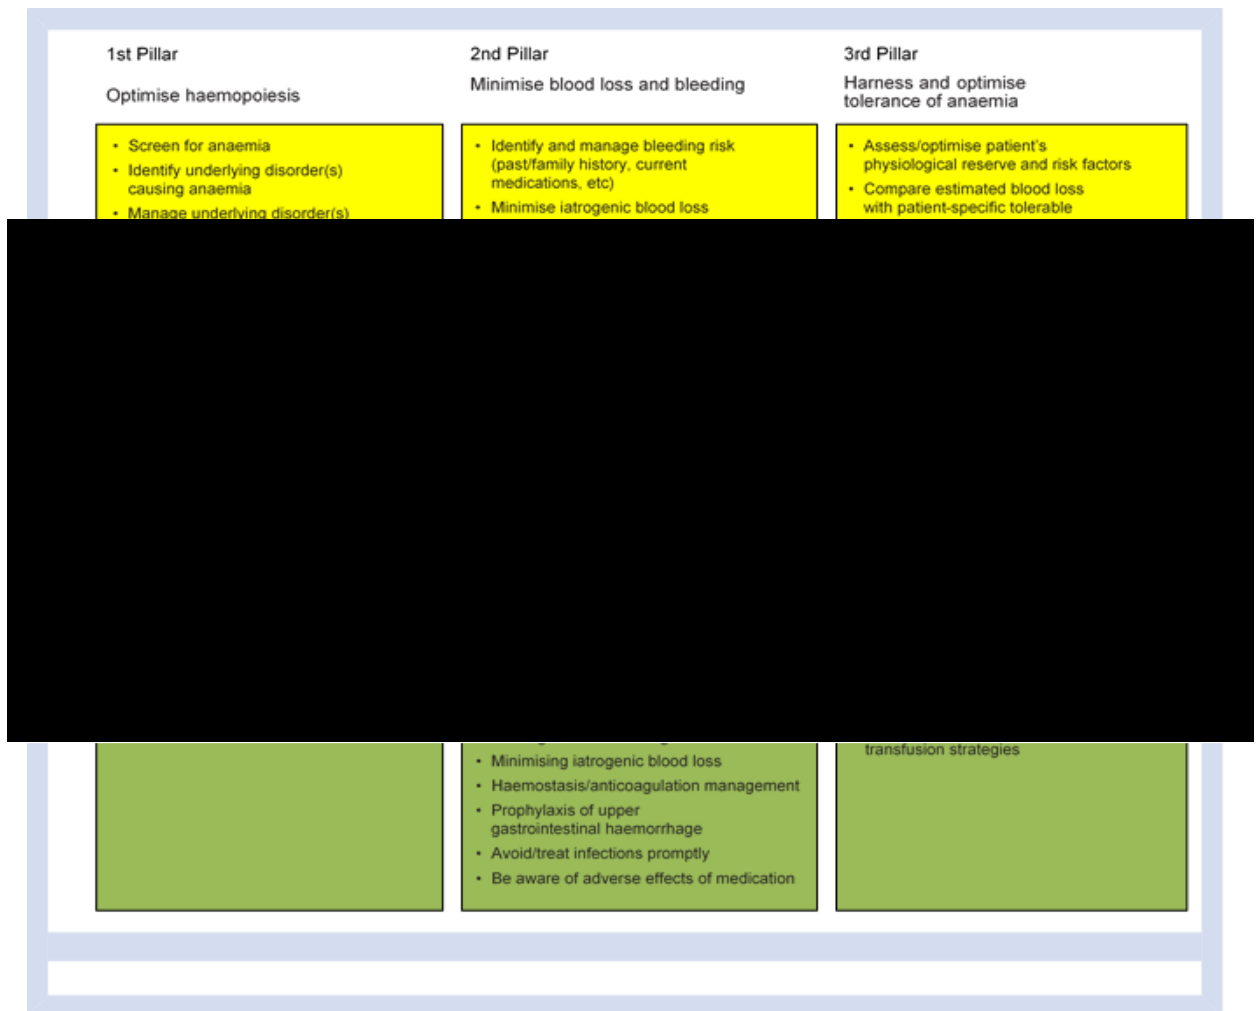 1st Pillar
Optimise haemopoiesis
2nd Pillar
Minimise blood loss and bleeding
3rd Pillar
Harness and optimise
tolerance of anaemia
• Screen for anaemia
• Identify underlying disorder(s)
causing anaemia
• Manage underlying disorder(s)
• Identify and manage bleeding risk
(past/family history, current
medications, etc)
• Minimise iatrogenic blood loss
• Assess/optimise patient's
physiological reserve and risk factors
• Compare estimated blood loss
with patient-specific tolerable
• Minimising iatrogenic blood loss
• Haemostasis/anticoagulation management
• Prophylaxis of upper
gastrointestinal haemorrhage
• Avoid/treat infections promptly
• Be aware of adverse effects of medication
transfusion strategies